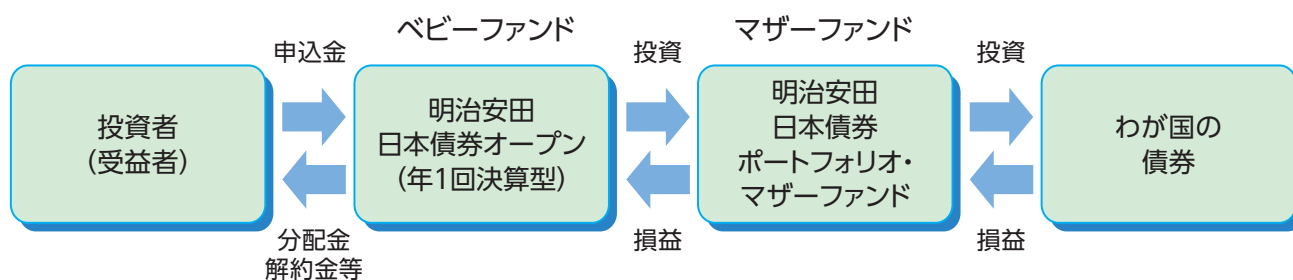 ベビーファンド
マザーファンド
申込金
投資
投資
投資者
(受益者)
明治安田
日本債券オープン
(年1回決算型)
明治安田
日本債券
ポートフォリオ・
マザーファンド
わが国の
債券
分配金
解約金等
損益
損益